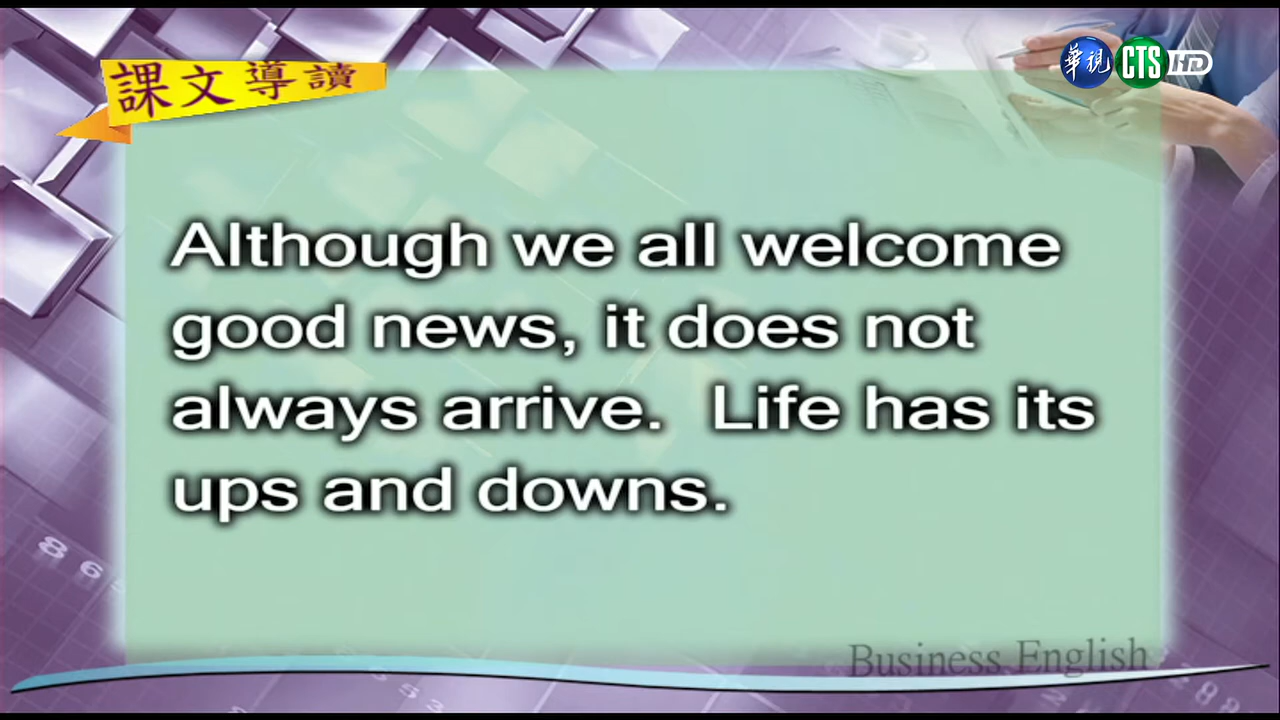 華視 CTS HD
課文導讀
Although we all welcome
good news, it does not
always arrive.  Life has its
ups and downs.
Business English